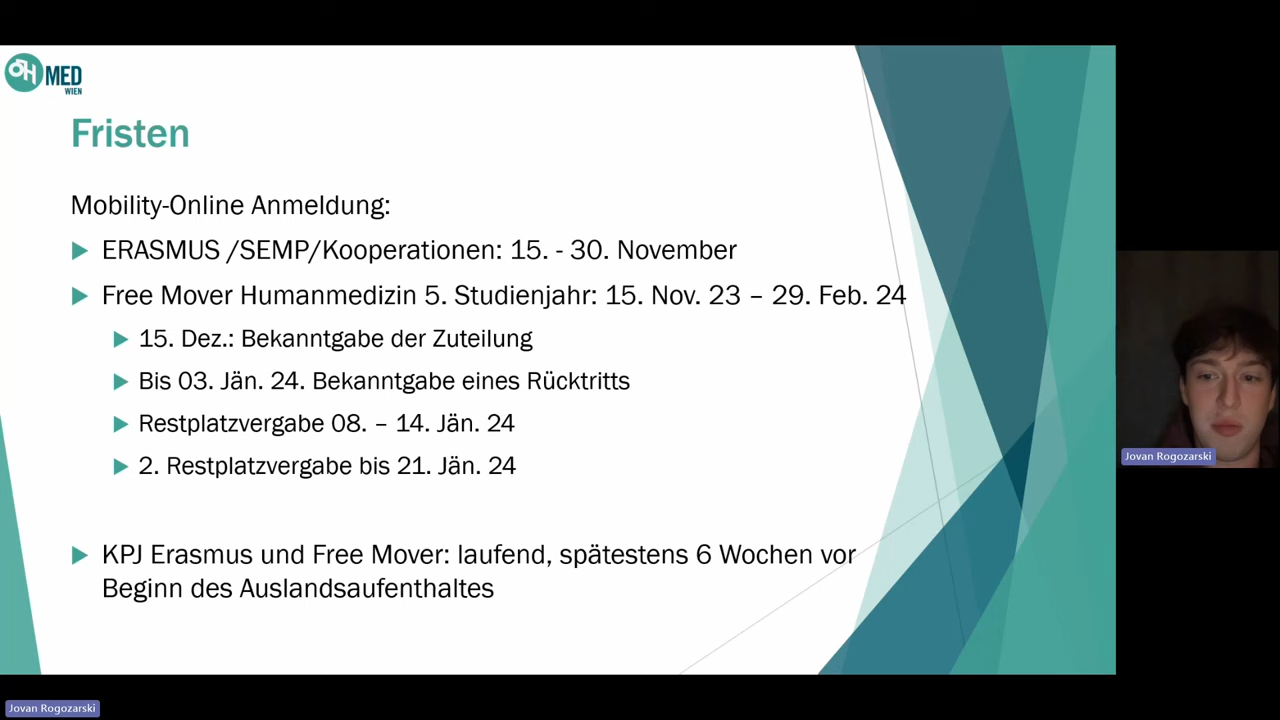 ÖH MED
WIEN
Fristen
Mobility-Online Anmeldung:
ERASMUS /SEMP/Kooperationen: 15. - 30. November
Free Mover Humanmedizin 5. Studienjahr: 15. Nov. 23 – 29. Feb. 24
15. Dez.: Bekanntgabe der Zuteilung
Bis 03. Jän. 24. Bekanntgabe eines Rücktritts
Restplatzvergabe 08. – 14. Jän. 24
2. Restplatzvergabe bis 21. Jän. 24
KPJ Erasmus und Free Mover: laufend, spätestens 6 Wochen vor
Beginn des Auslandsaufenthaltes
Jovan Rogozarski
Jovan Rogozarski